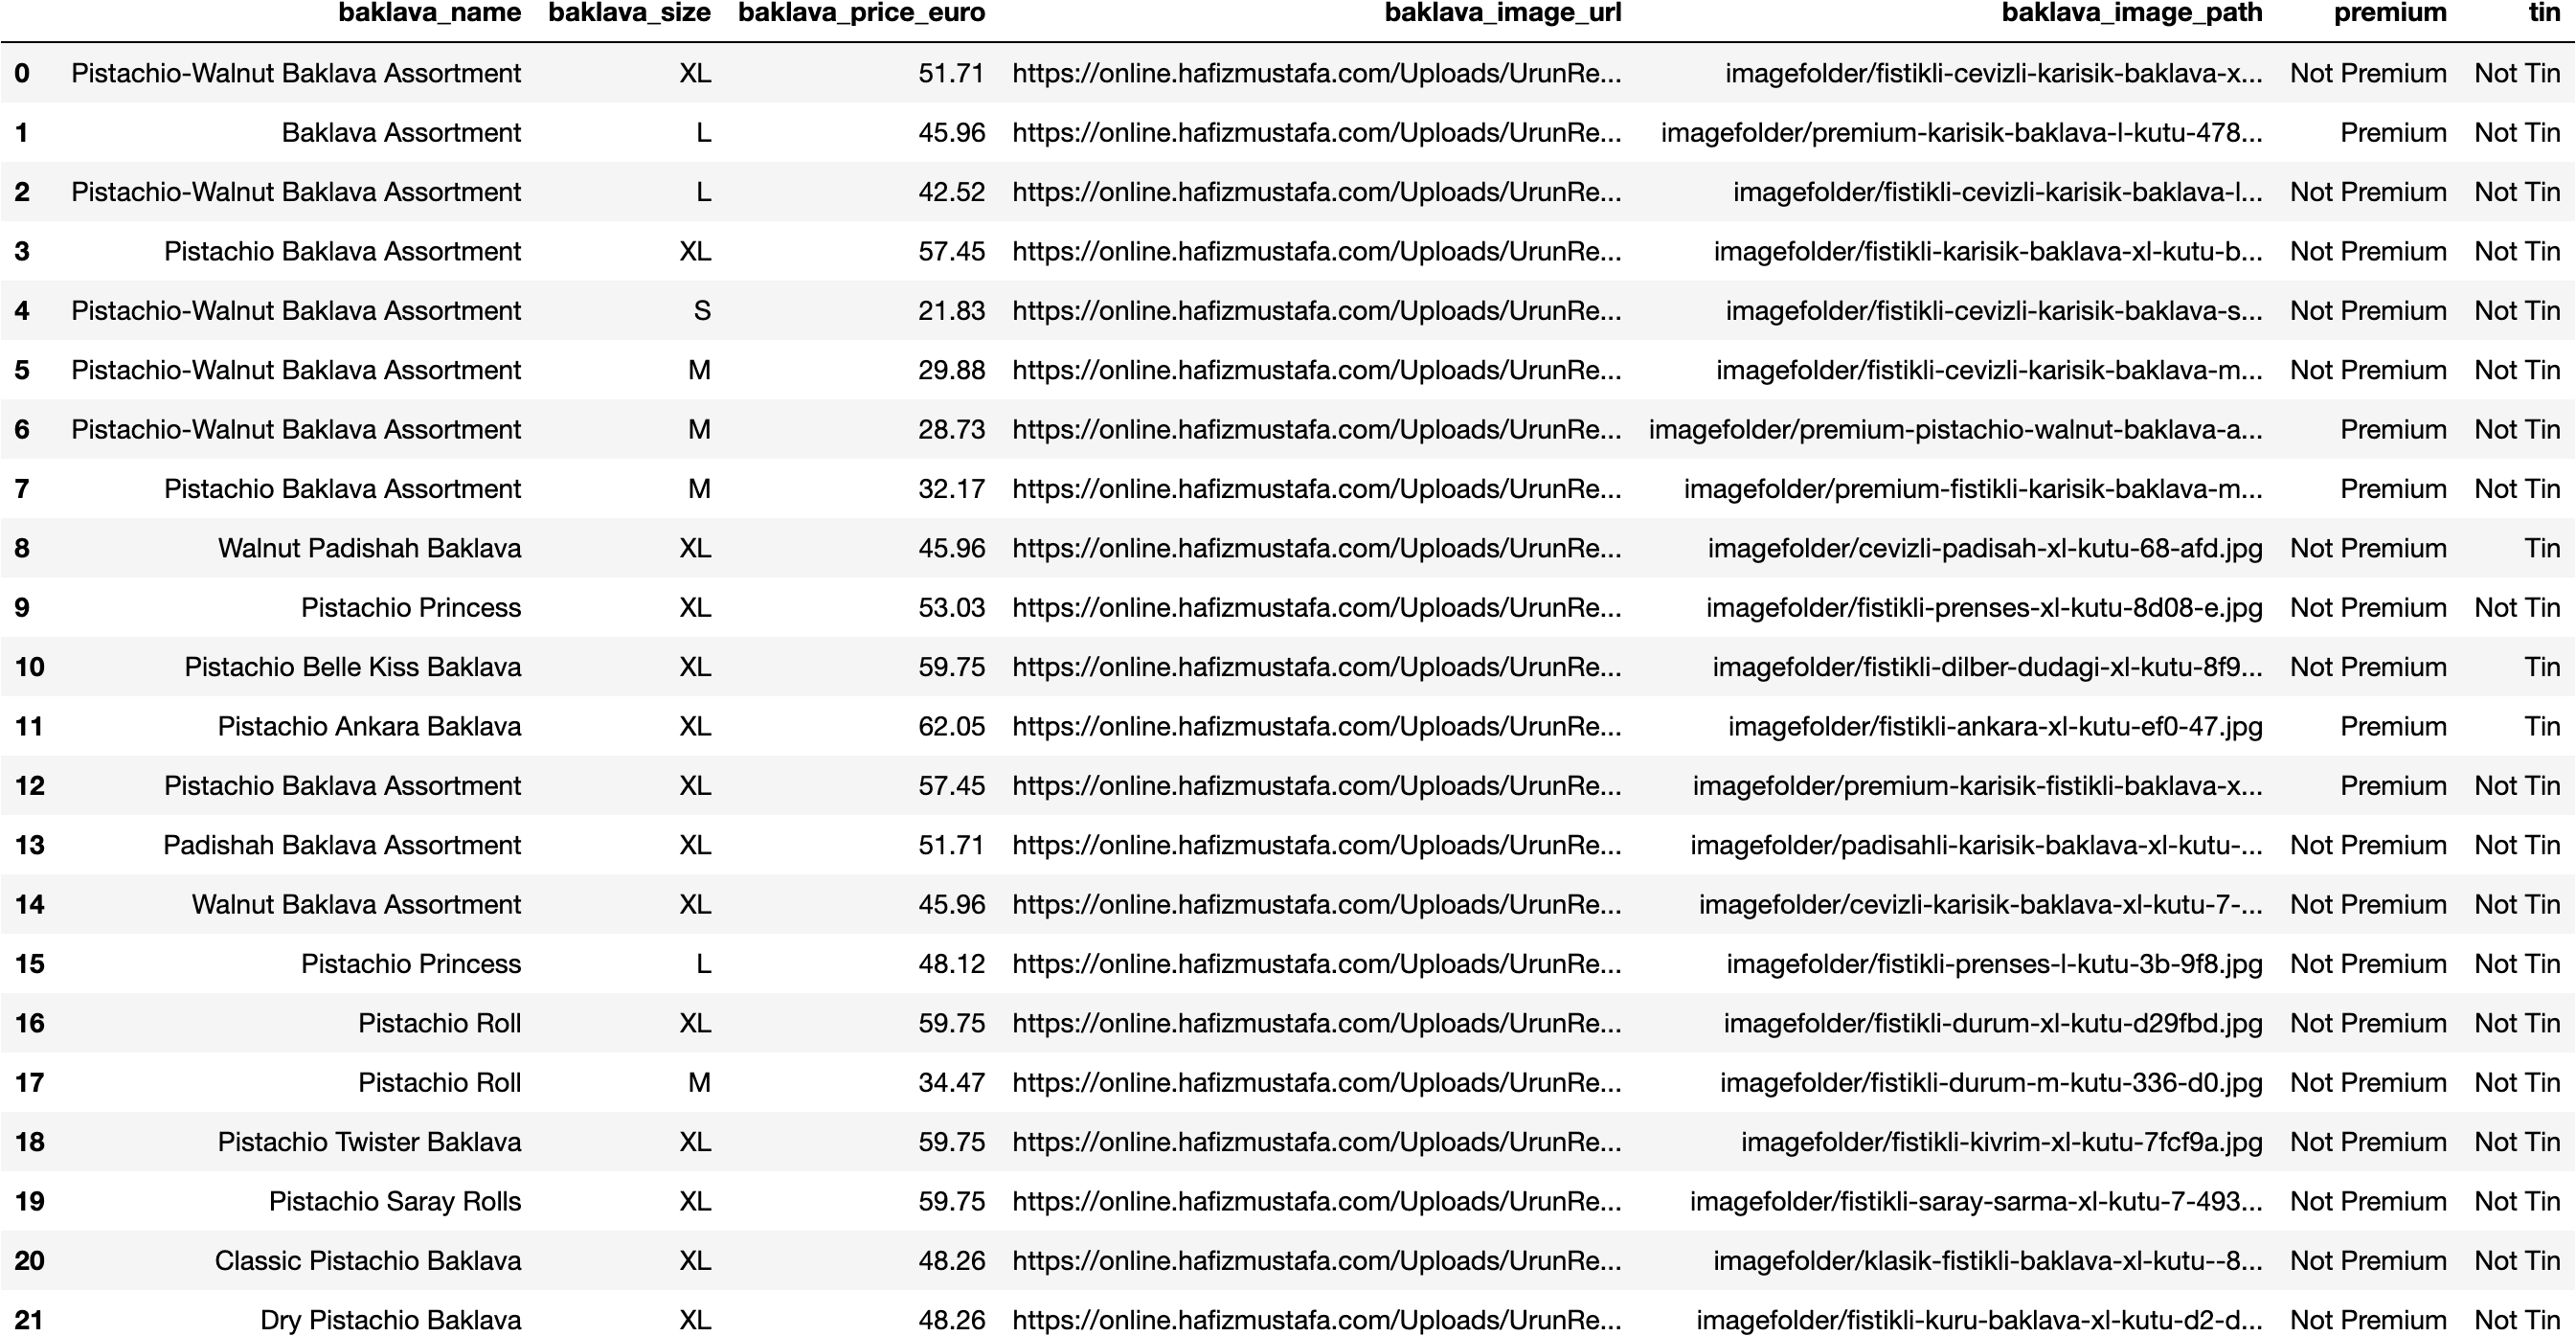 baklava_name baklava_size baklava_price_euro baklava_image_url baklava_image_path premium tin
0 Pistachio-Walnut Baklava Assortment XL 51.71 https://online.hafizmustafa.com/Uploads/UrunRe... imagefolder/fistikli-cevizli-karisik-baklava-x... Not Premium Not Tin
1 Baklava Assortment L 45.96 https://online.hafizmustafa.com/Uploads/UrunRe... imagefolder/premium-karisik-baklava-l-kutu-478... Premium Not Tin
2 Pistachio-Walnut Baklava Assortment L 42.52 https://online.hafizmustafa.com/Uploads/UrunRe... imagefolder/fistikli-cevizli-karisik-baklava-l... Not Premium Not Tin
3 Pistachio Baklava Assortment XL 57.45 https://online.hafizmustafa.com/Uploads/UrunRe... imagefolder/fistikli-karisik-baklava-xl-kutu-b... Not Premium Not Tin
4 Pistachio-Walnut Baklava Assortment S 21.83 https://online.hafizmustafa.com/Uploads/UrunRe... imagefolder/fistikli-cevizli-karisik-baklava-s... Not Premium Not Tin
5 Pistachio-Walnut Baklava Assortment M 29.88 https://online.hafizmustafa.com/Uploads/UrunRe... imagefolder/fistikli-cevizli-karisik-baklava-m... Not Premium Not Tin
6 Pistachio-Walnut Baklava Assortment M 28.73 https://online.hafizmustafa.com/Uploads/UrunRe... imagefolder/premium-pistachio-walnut-baklava-a... Premium Not Tin
7 Pistachio Baklava Assortment M 32.17 https://online.hafizmustafa.com/Uploads/UrunRe... imagefolder/premium-fistikli-karisik-baklava-m... Premium Not Tin
8 Walnut Padishah Baklava XL 45.96 https://online.hafizmustafa.com/Uploads/UrunRe... imagefolder/cevizli-padisah-xl-kutu-68-afd.jpg Not Premium Tin
9 Pistachio Princess XL 53.03 https://online.hafizmustafa.com/Uploads/UrunRe... imagefolder/fistikli-prenses-xl-kutu-8d08-e.jpg Not Premium Not Tin
10 Pistachio Belle Kiss Baklava XL 59.75 https://online.hafizmustafa.com/Uploads/UrunRe... imagefolder/fistikli-dilber-dudagi-xl-kutu-8f9... Not Premium Tin
11 Pistachio Ankara Baklava XL 62.05 https://online.hafizmustafa.com/Uploads/UrunRe... imagefolder/fistikli-ankara-xl-kutu-ef0-47.jpg Premium Tin
12 Pistachio Baklava Assortment XL 57.45 https://online.hafizmustafa.com/Uploads/UrunRe... imagefolder/premium-karisik-fistikli-baklava-x... Premium Not Tin
13 Padishah Baklava Assortment XL 51.71 https://online.hafizmustafa.com/Uploads/UrunRe... imagefolder/padisahli-karisik-baklava-xl-kutu-... Not Premium Not Tin
14 Walnut Baklava Assortment XL 45.96 https://online.hafizmustafa.com/Uploads/UrunRe... imagefolder/cevizli-karisik-baklava-xl-kutu-7-... Not Premium Not Tin
15 Pistachio Princess L 48.12 https://online.hafizmustafa.com/Uploads/UrunRe... imagefolder/fistikli-prenses-l-kutu-3b-9f8.jpg Not Premium Not Tin
16 Pistachio Roll XL 59.75 https://online.hafizmustafa.com/Uploads/UrunRe... imagefolder/fistikli-durum-xl-kutu-d29fbd.jpg Not Premium Not Tin
17 Pistachio Roll M 34.47 https://online.hafizmustafa.com/Uploads/UrunRe... imagefolder/fistikli-durum-m-kutu-336-d0.jpg Not Premium Not Tin
18 Pistachio Twister Baklava XL 59.75 https://online.hafizmustafa.com/Uploads/UrunRe... imagefolder/fistikli-kivrim-xl-kutu-7fcf9a.jpg Not Premium Not Tin
19 Pistachio Saray Rolls XL 59.75 https://online.hafizmustafa.com/Uploads/UrunRe... imagefolder/fistikli-saray-sarma-xl-kutu-7-493... Not Premium Not Tin
20 Classic Pistachio Baklava XL 48.26 https://online.hafizmustafa.com/Uploads/UrunRe... imagefolder/klasik-fistikli-baklava-xl-kutu--8... Not Premium Not Tin
21 Dry Pistachio Baklava XL 48.26 https://online.hafizmustafa.com/Uploads/UrunRe... imagefolder/fistikli-kuru-baklava-xl-kutu-d2-d... Not Premium Not Tin